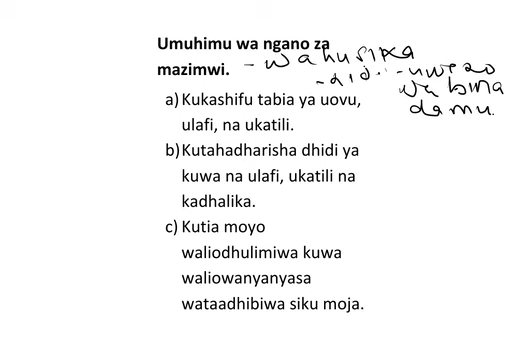 Umuhimu wa ngano za
mazimwi.
- wahusika
- uwezo
wa bina
damu.
a) Kukashifu tabia ya uovu,
ulafi, na ukatili.
b) Kutahadharisha dhidi ya
kuwa na ulafi, ukatili na
kadhalika.
c) Kutia moyo
waliodhulimiwa kuwa
waliowanyanyasa
wataadhibiwa siku moja.